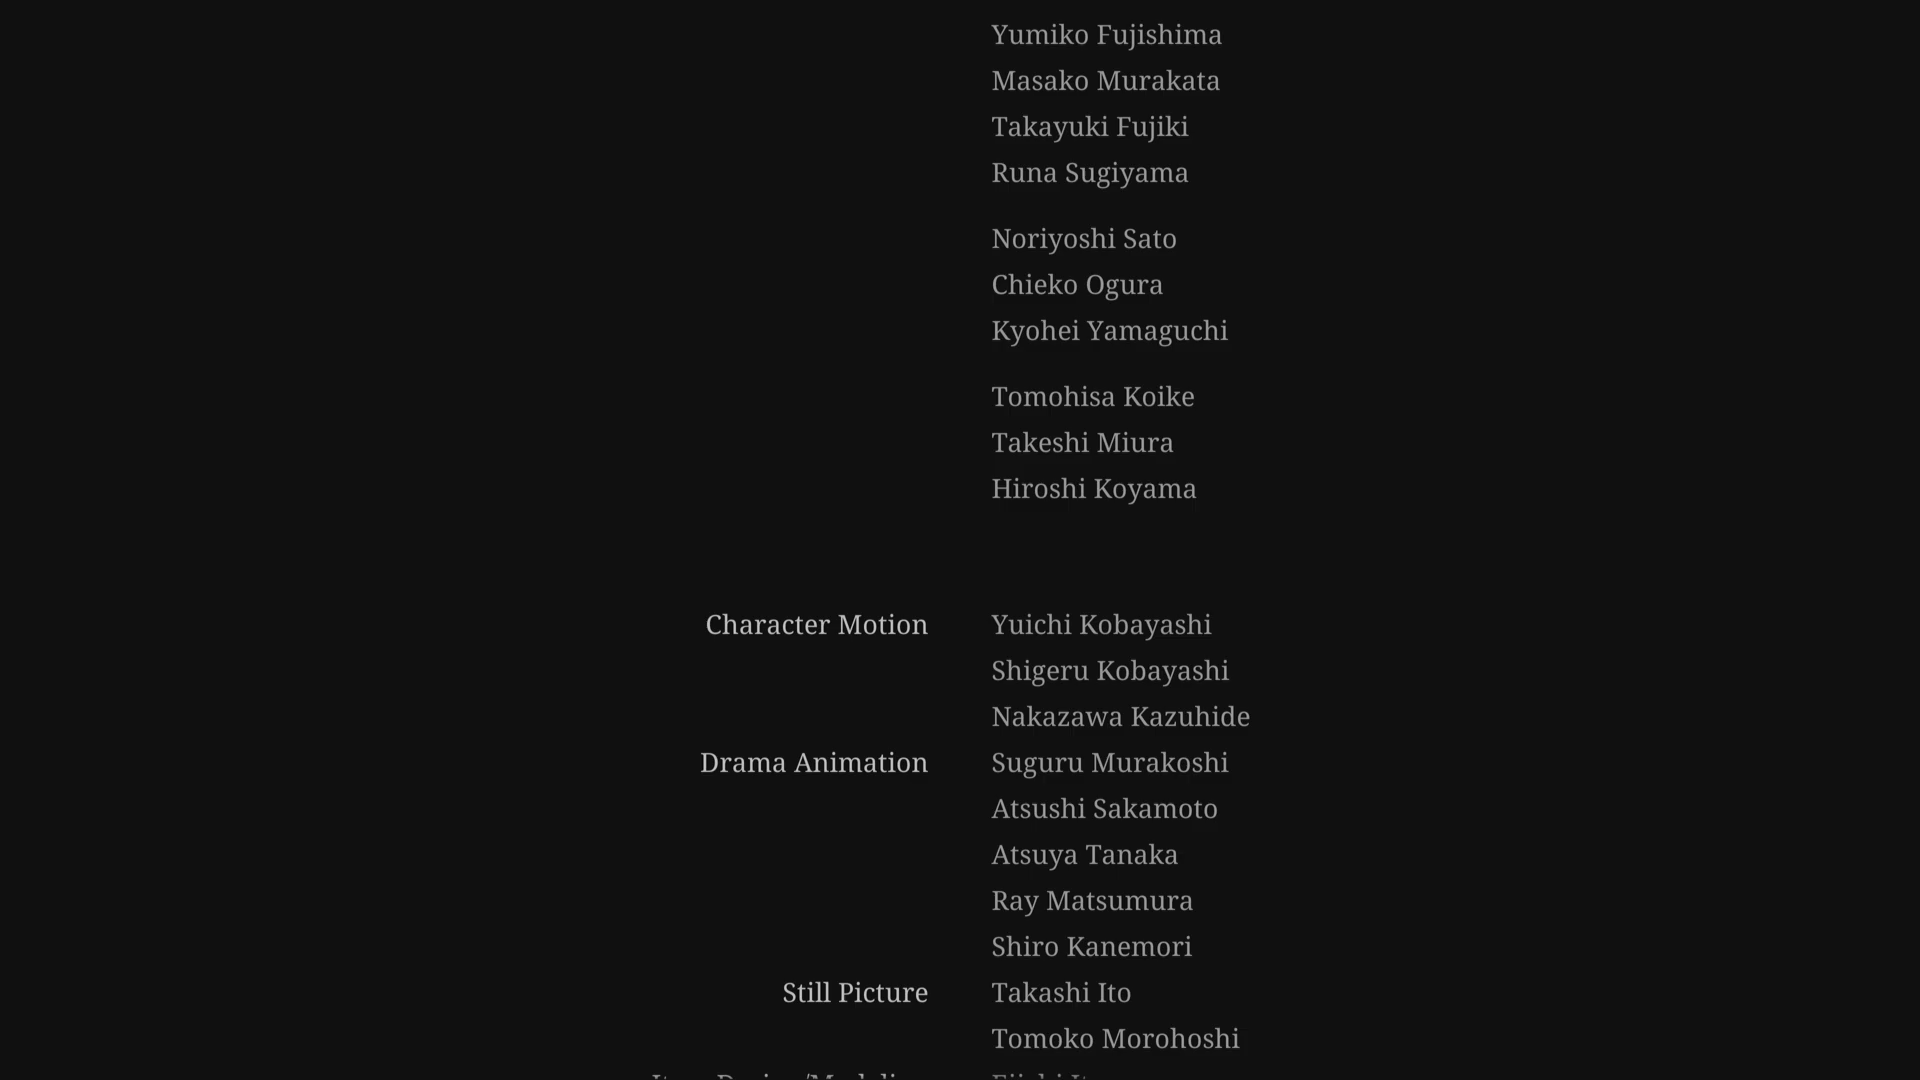 Yumiko Fujishima
Masako Murakata
Takayuki Fujiki
Runa Sugiyama
Noriyoshi Sato
Chieko Ogura
Kyohei Yamaguchi
Tomohisa Koike
Takeshi Miura
Hiroshi Koyama
Character Motion Yuichi Kobayashi
Shigeru Kobayashi
Nakazawa Kazuhide
Drama Animation Suguru Murakoshi
Atsushi Sakamoto
Atsuya Tanaka
Ray Matsumura
Shiro Kanemori
Still Picture Takashi Ito
Tomoko Morohoshi